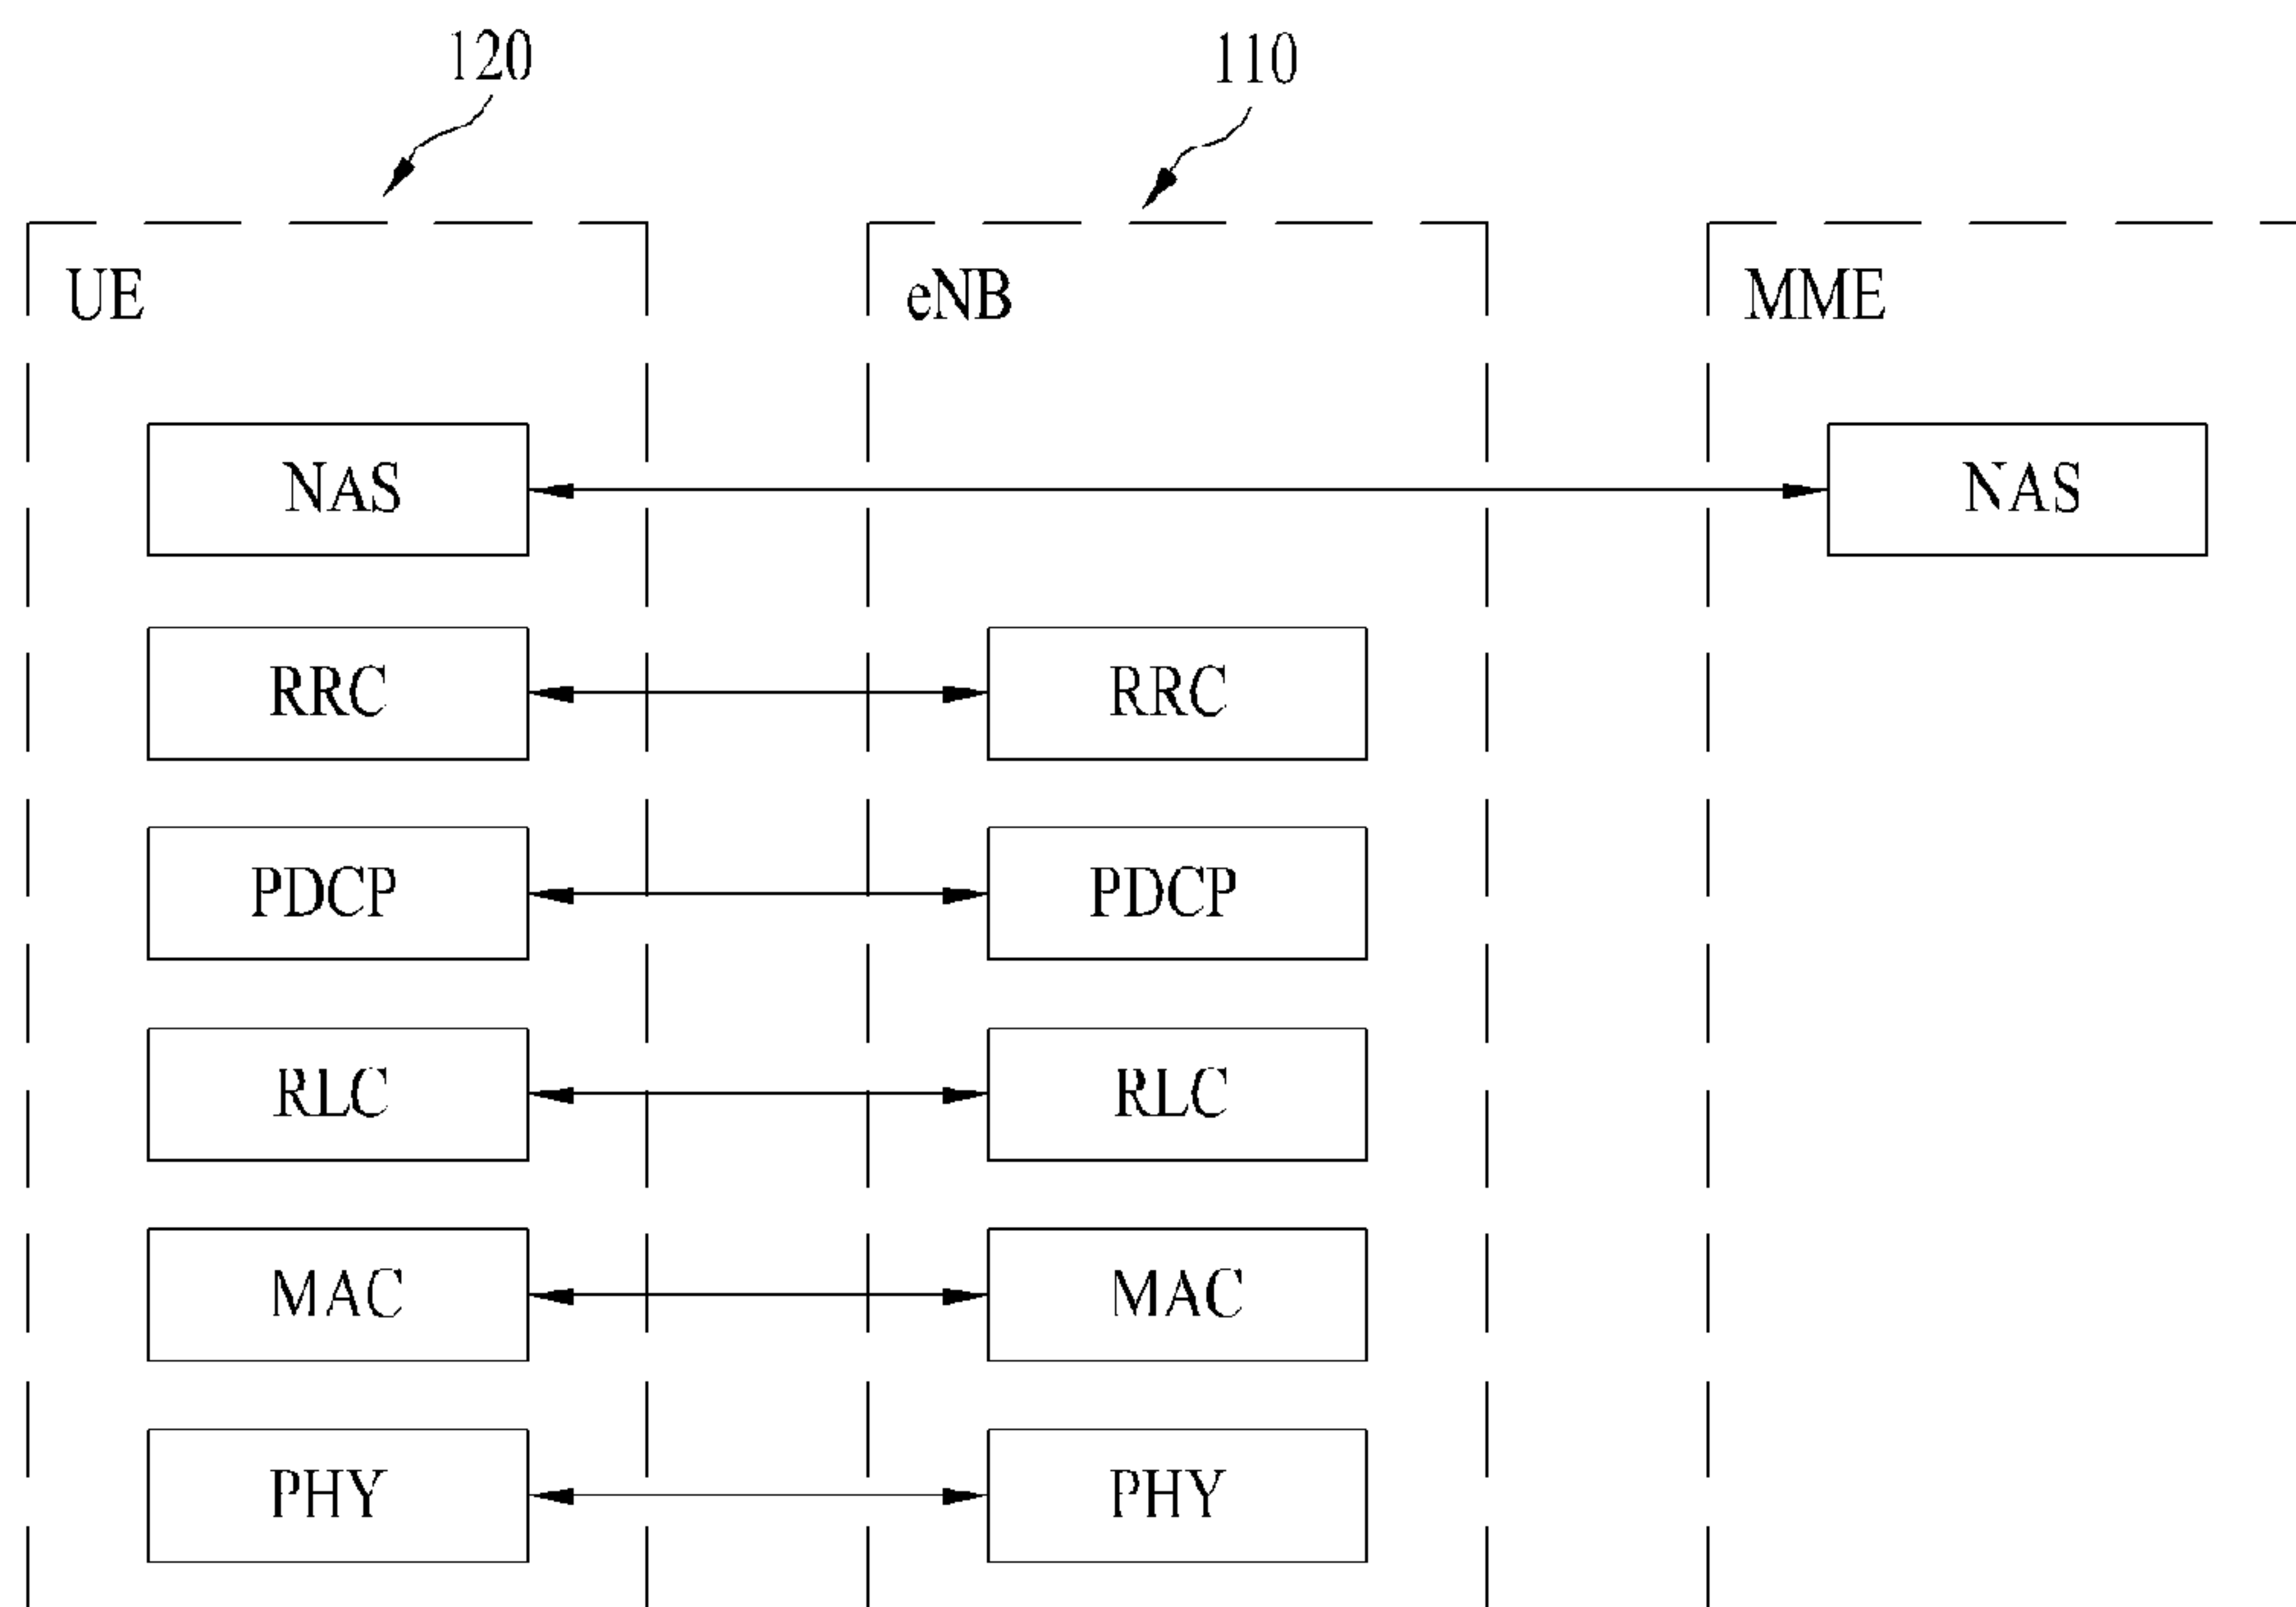 120 110
UE eNB MME
NAS NAS
RRC RRC
PDCP PDCP
RLC RLC
MAC MAC
PHY PHY